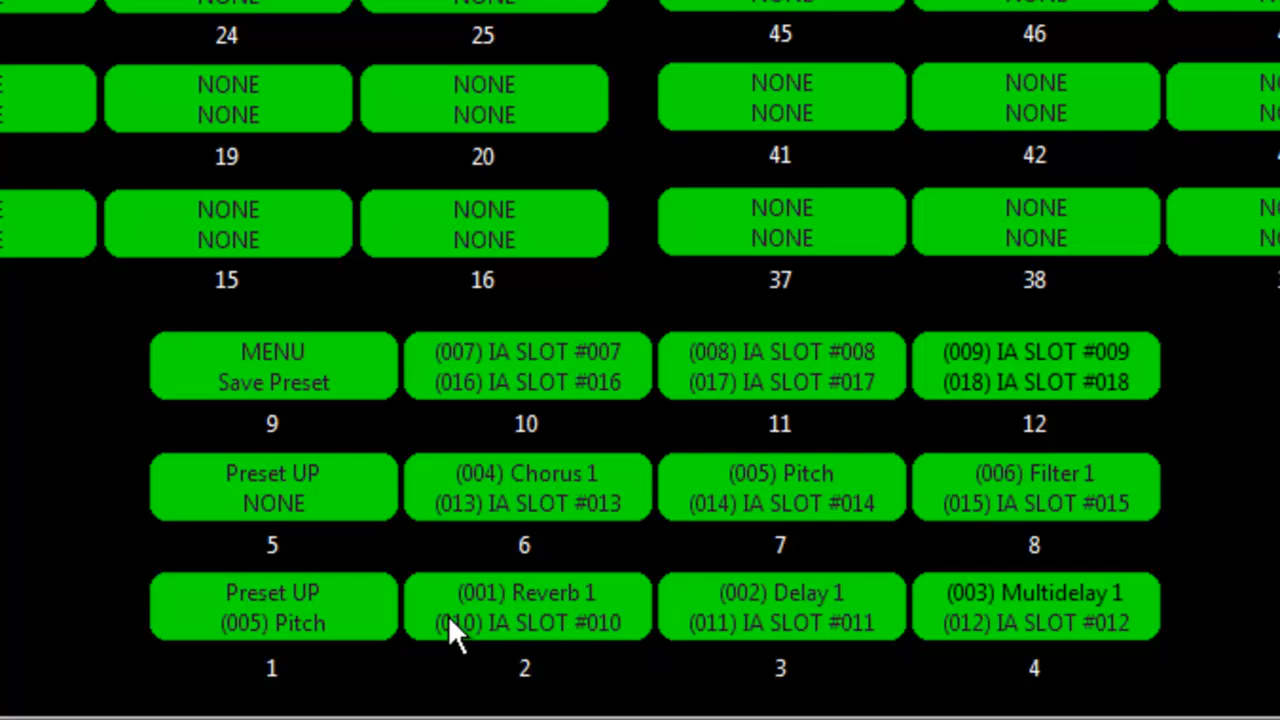 24 25 45 46
NONE NONE NONE NONE
NONE NONE NONE NONE
19 20 41 42
NONE NONE NONE NONE
NONE NONE NONE NONE
15 16 37 38
MENU (007) IA SLOT #007 (008) IA SLOT #008 (009) IA SLOT #009
Save Preset (016) IA SLOT #016 (017) IA SLOT #017 (018) IA SLOT #018
9 10 11 12
Preset UP (004) Chorus 1 (005) Pitch (006) Filter 1
NONE (013) IA SLOT #013 (014) IA SLOT #014 (015) IA SLOT #015
5 6 7 8
Preset UP (001) Reverb 1 (002) Delay 1 (003) Multidelay 1
(005) Pitch (010) IA SLOT #010 (011) IA SLOT #011 (012) IA SLOT #012
1 2 3 4